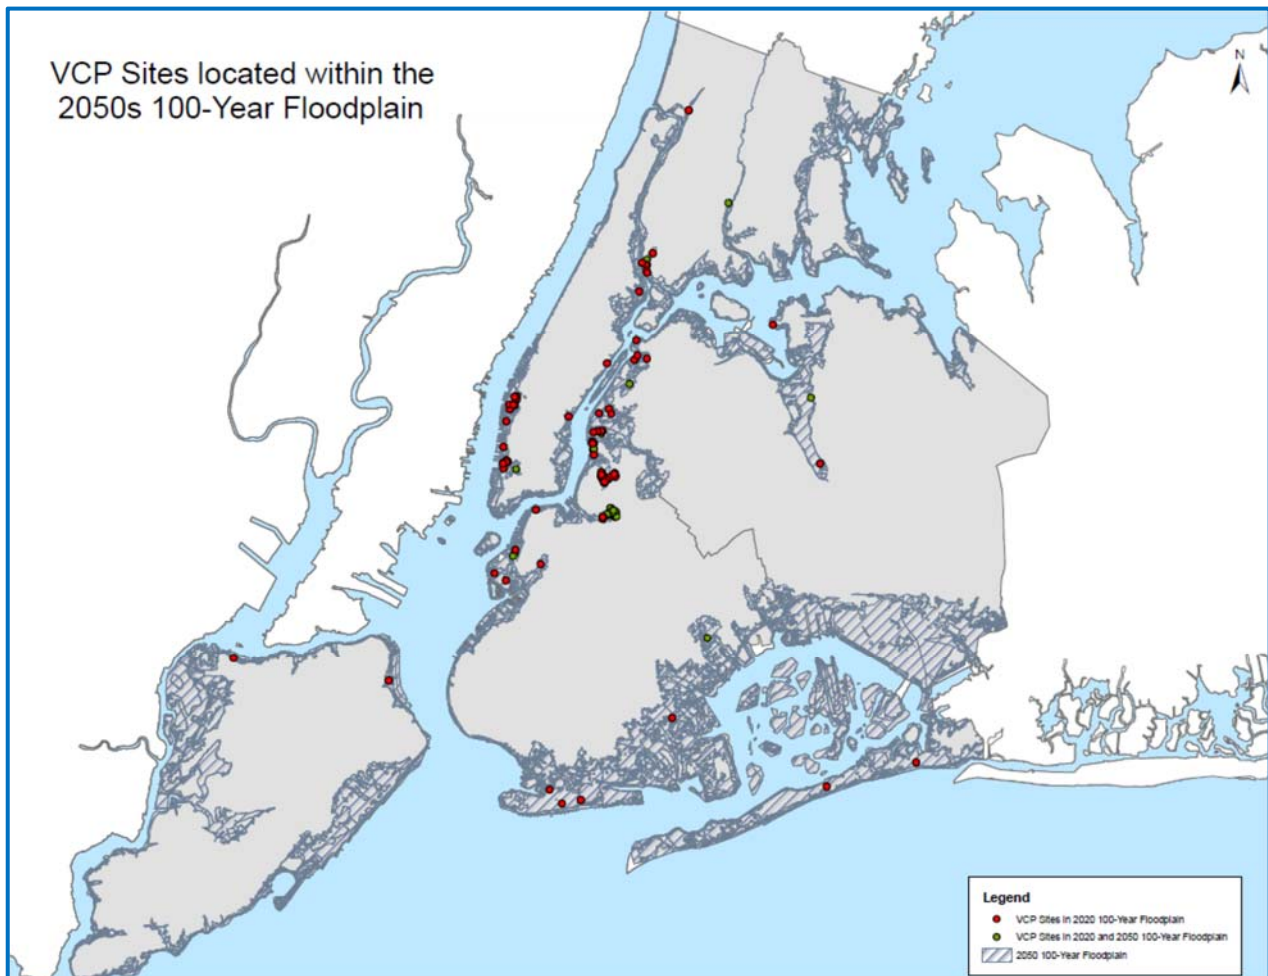 VCP Sites located within the
2050s 100-Year Floodplain
N
Legend
VCP Sites in 2020 100-Year Floodplain
VCP Sites in 2020 and 2050 100-Year Floodplain
2050 100-Year Floodplain